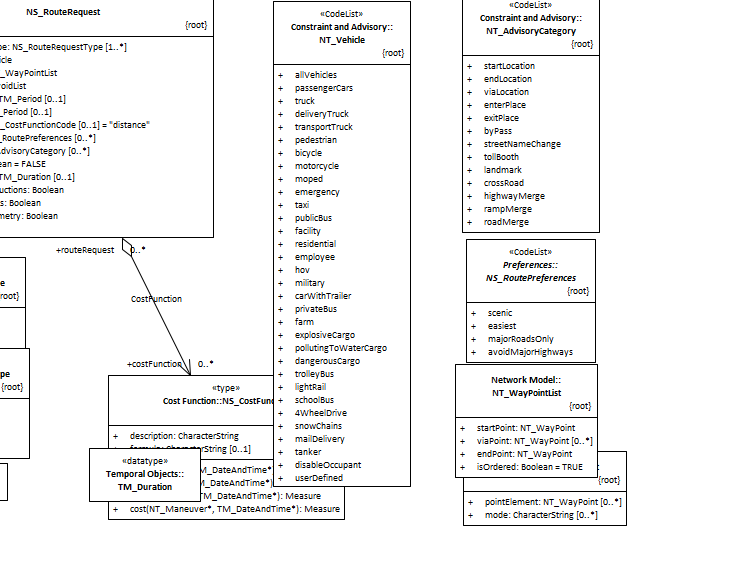 NS_RouteRequest
{root}
pe: NS_RouteRequestType [1..*]
icle
_WayPointList
oidList
TM_Period [0..1]
_Period [0..1]
_CostFunctionCode [0..1] = "distance"
_RoutePreferences [0..*]
AdvisoryCategory [0..*]
ean = FALSE
TM_Duration [0..1]
uctions: Boolean
s: Boolean
metry: Boolean
+routeRequest
0..*
CostFunction
+costFunction
0..*
e
root}
pe
{root}
«type»
Cost Function::NS_CostFunc
+ description: CharacterString
+ formula: CharacterString [0..1]
M_DateAndTime*
M_DateAndTime*)
TM_DateAndTime*): Measure
+ cost(NT_Maneuver*, TM_DateAndTime*): Measure
«datatype»
Temporal Objects::
TM_Duration
«CodeList»
Constraint and Advisory::
NT_Vehicle
{root}
+ allVehicles
+ passengerCars
+ truck
+ deliveryTruck
+ transportTruck
+ pedestrian
+ bicycle
+ motorcycle
+ moped
+ emergency
+ taxi
+ publicBus
+ facility
+ residential
+ employee
+ hov
+ military
+ carWithTrailer
+ privateBus
+ farm
+ explosiveCargo
+ pollutingToWaterCargo
+ dangerousCargo
+ trolleyBus
+ lightRail
+ schoolBus
+ 4WheelDrive
+ snowChains
+ mailDelivery
+ tanker
+ disableOccupant
+ userDefined
«CodeList»
Constraint and Advisory::
NT_AdvisoryCategory
{root}
+ startLocation
+ endLocation
+ viaLocation
+ enterPlace
+ exitPlace
+ byPass
+ streetNameChange
+ tollBooth
+ landmark
+ crossRoad
+ highwayMerge
+ rampMerge
+ roadMerge
«CodeList»
Preferences::
NS_RoutePreferences
{root}
+ scenic
+ easiest
+ majorRoadsOnly
+ avoidMajorHighways
Network Model::
NT_WayPointList
{root}
+ startPoint: NT_WayPoint
+ viaPoint: NT_WayPoint [0..*]
+ endPoint: NT_WayPoint
+ isOrdered: Boolean = TRUE
{root}
+ pointElement: NT_WayPoint [0..*]
+ mode: CharacterString [0..*]